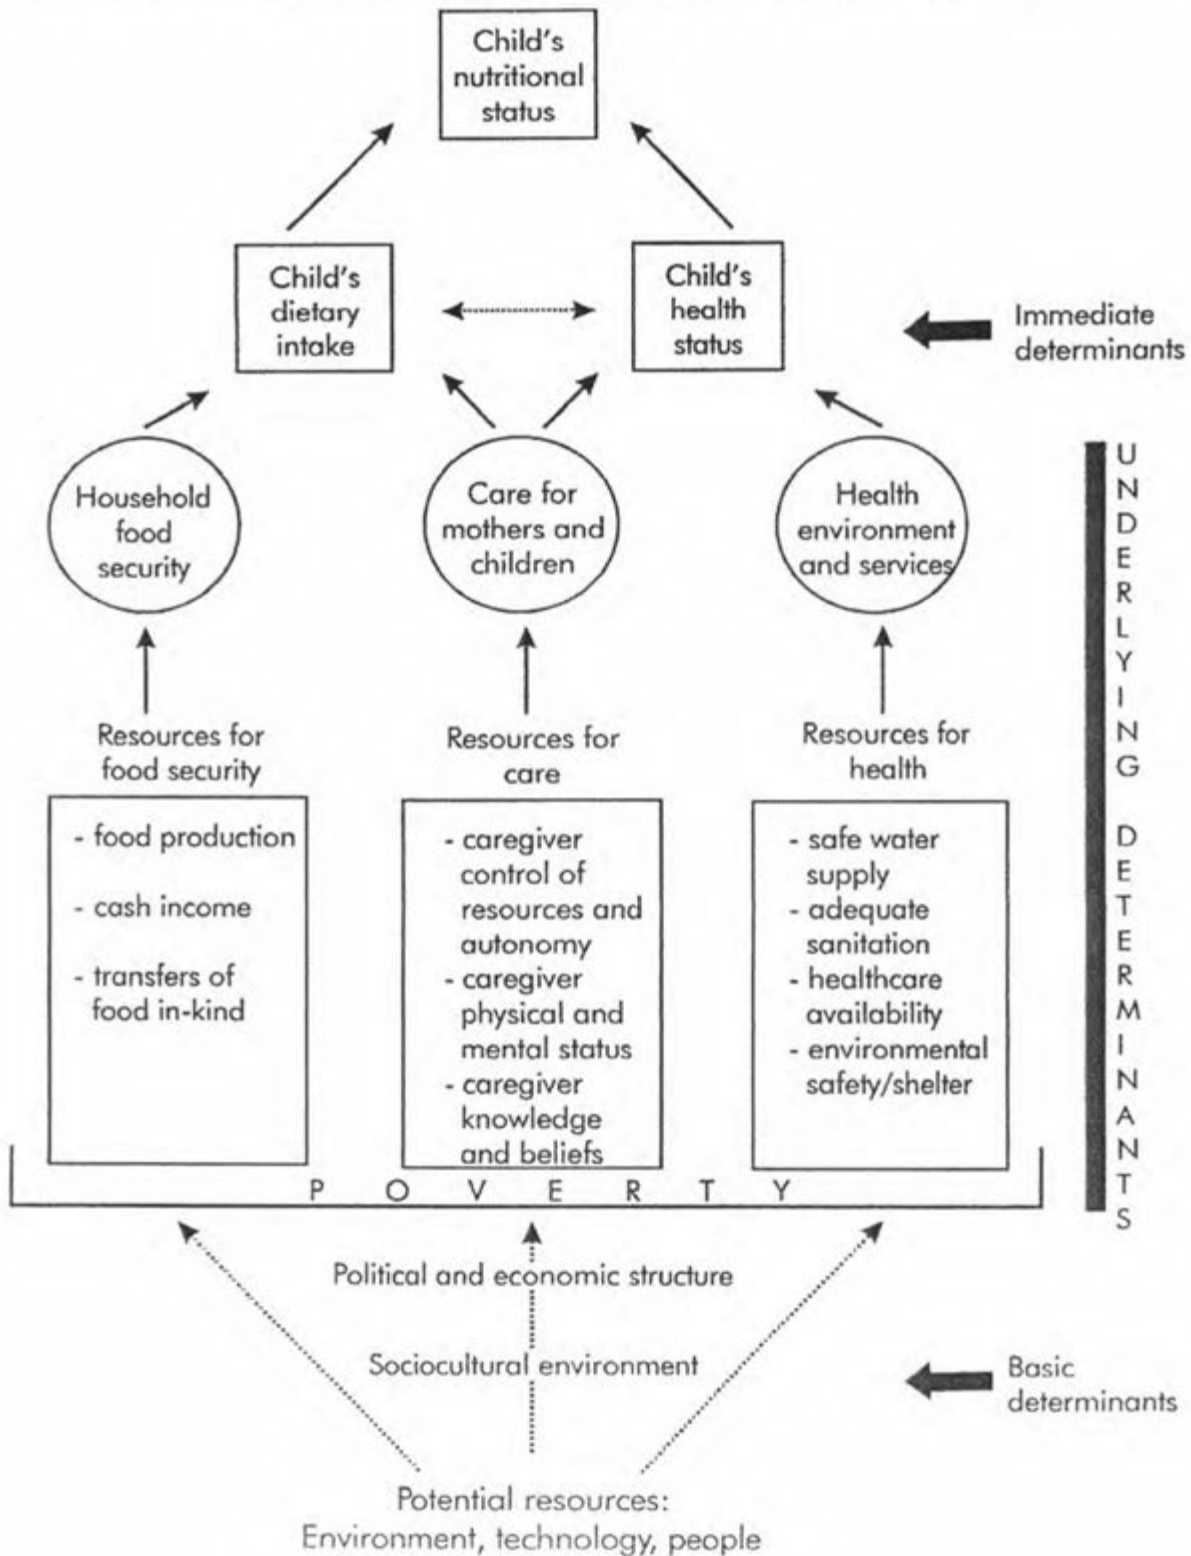 Child's
nutritional
status
Child's
dietary
intake
Child's
health
status
Immediate
determinants
Household
food
security
Care for
mothers and
children
Health
environment
and services
UNDERLYING DETERMINANTS
Resources for
food security
Resources for
care
Resources for
health
- food production
- cash income
- transfers of
food in-kind
- caregiver
control of
resources and
autonomy
- caregiver
physical and
mental status
- caregiver
knowledge
and beliefs
- safe water
supply
- adequate
sanitation
- healthcare
availability
- environmental
safety/shelter
P O V E R T Y
Political and economic structure
Sociocultural environment
Basic
determinants
Potential resources:
Environment, technology, people